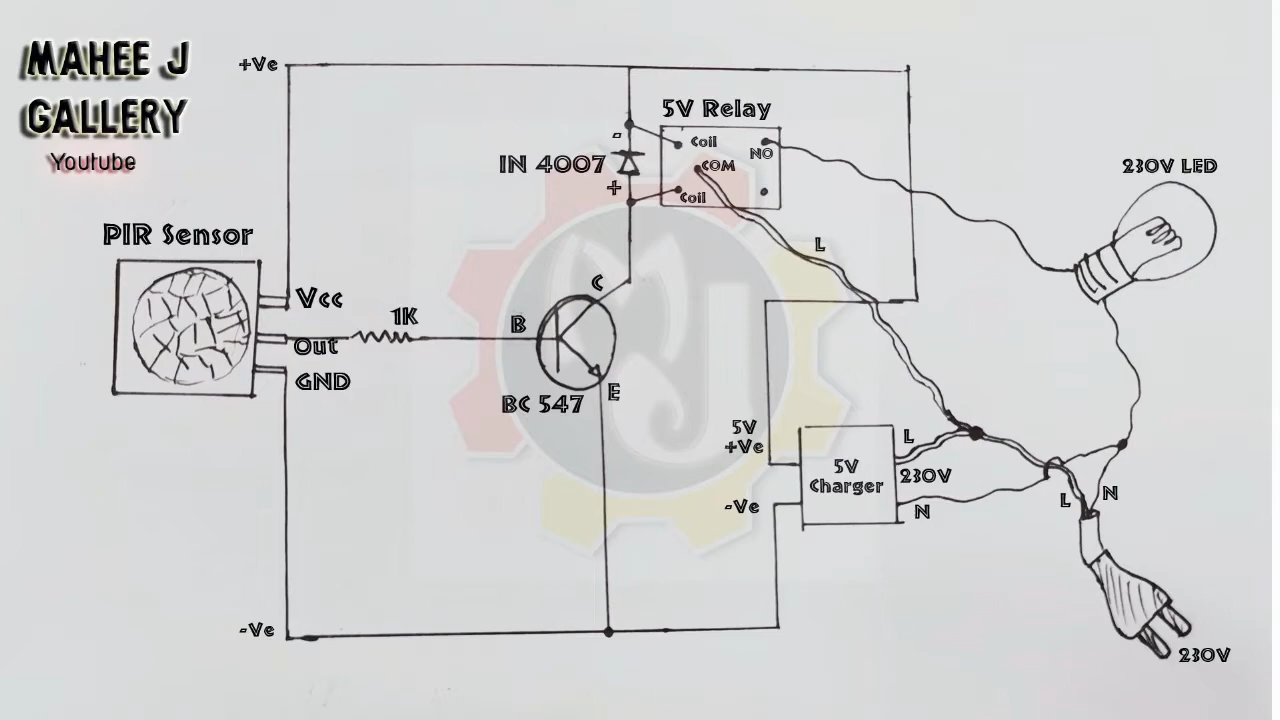 MAHEE J
GALLERY
Youtube
+Ve
5V Relay
Coil
NO
COM
Coil
-
IN 4007
+
230V LED
PIR Sensor
L
Vcc
C
1K
B
Out
GND
E
BC 547
5V
+Ve
L
5V
Charger
230V
-Ve
N
L
N
-Ve
230V